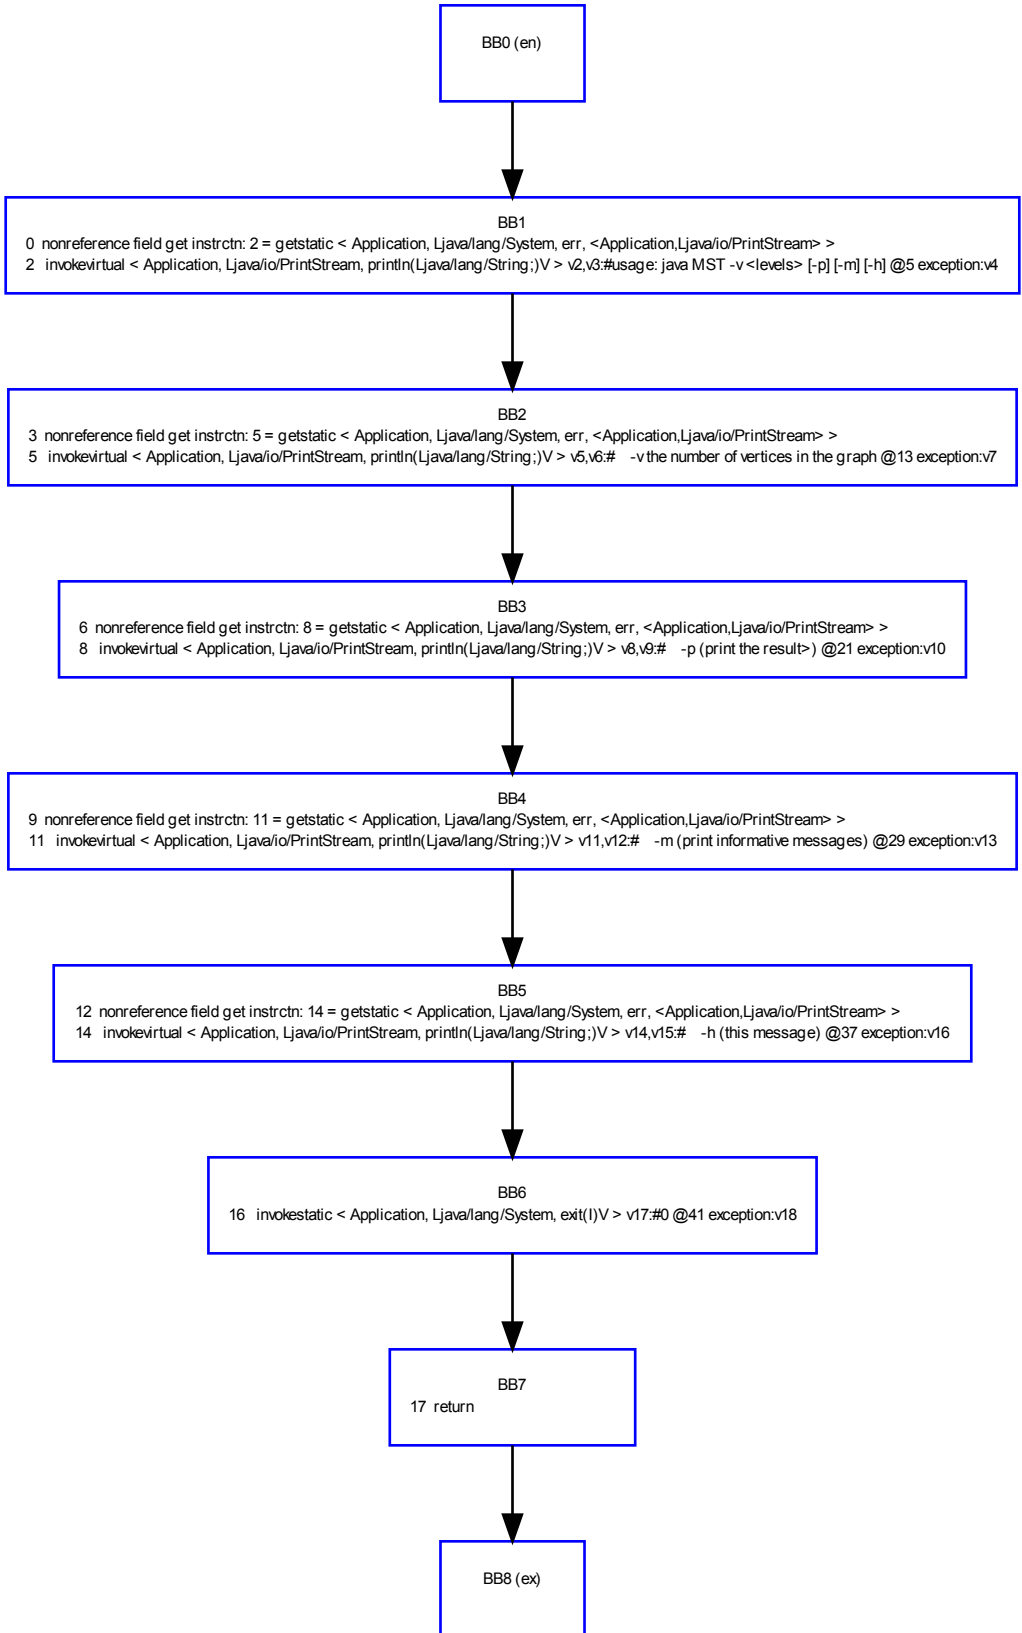 BB0 (en)
BB1
0 nonreference field get instrctn: 2 = getstatic < Application, Ljava/lang/System, err, <Application,Ljava/io/PrintStream> >
2 invokevirtual < Application, Ljava/io/PrintStream, println(Ljava/lang/String;)V > v2,v3:#usage: java MST -v <levels> [-p] [-m] [-h] @5 exception:v4
BB2
3 nonreference field get instrctn: 5 = getstatic < Application, Ljava/lang/System, err, <Application,Ljava/io/PrintStream> >
5 invokevirtual < Application, Ljava/io/PrintStream, println(Ljava/lang/String;)V > v5,v6:#    -v the number of vertices in the graph @13 exception:v7
BB3
6 nonreference field get instrctn: 8 = getstatic < Application, Ljava/lang/System, err, <Application,Ljava/io/PrintStream> >
8 invokevirtual < Application, Ljava/io/PrintStream, println(Ljava/lang/String;)V > v8,v9:#    -p (print the result>) @21 exception:v10
BB4
9 nonreference field get instrctn: 11 = getstatic < Application, Ljava/lang/System, err, <Application,Ljava/io/PrintStream> >
11 invokevirtual < Application, Ljava/io/PrintStream, println(Ljava/lang/String;)V > v11,v12:#    -m (print informative messages) @29 exception:v13
BB5
12 nonreference field get instrctn: 14 = getstatic < Application, Ljava/lang/System, err, <Application,Ljava/io/PrintStream> >
14 invokevirtual < Application, Ljava/io/PrintStream, println(Ljava/lang/String;)V > v14,v15:#    -h (this message) @37 exception:v16
BB6
16 invokestatic < Application, Ljava/lang/System, exit(I)V > v17:#0 @41 exception:v18
BB7
17 return
BB8 (ex)